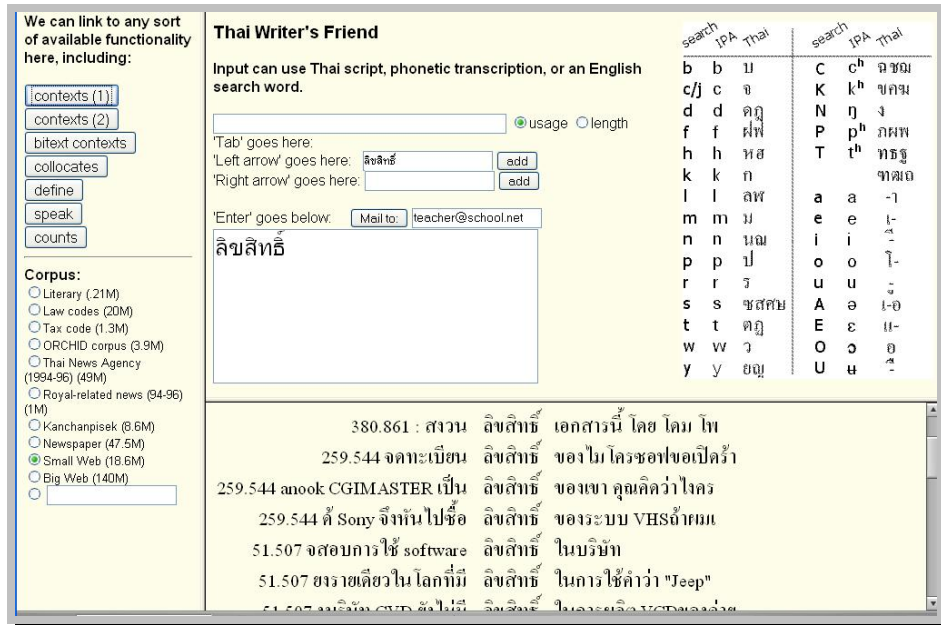 We can link to any sort
of available functionality
here, including:
contexts (1)
contexts (2)
bitext contexts
collocates
define
speak
counts
Corpus:
Literary (.21M)
Law codes (20M)
Tax code (1.3M)
ORCHID corpus (3.9M)
Thai News Agency
(1994-96) (49M)
Royal-related news (94-96)
(1M)
Kanchanpisek (8.6M)
Newspaper (47.5M)
Small Web (18.6M)
Big Web (140M)
Thai Writer's Friend
Input can use Thai script, phonetic transcription, or an English
search word.
usage length
'Tab' goes here:
'Left arrow' goes here: ลิขสิทธิ์ add
'Right arrow' goes here: add
'Enter' goes below: Mail to: teacher@school.net
ลิขสิทธิ์
search IPA Thai search IPA Thai
b b บ C cʰ ฉชฌ
c/j c จ K kʰ ขคฆ
d d ดฎ N ŋ ง
f f ฝฟ P pʰ ภผพ
h h หฮ T tʰ ทธฐ
k k ก ฑฒถ
l l ลฬ a a -า
m m ม e e เ-
n n นณ i i -ี
p p ป o o โ-
r r ร u u -ู
s s ซสศษ A ə เ-อ
t t ตฏ E ɛ แ-
w w ว O ɔ อ
y y ยญ U ʉ -ื
380.861 : สงวน ลิขสิทธิ์ เอกสารนี้ โดย โดม โพ
259.544 จดทะเบียน ลิขสิทธิ์ ของไมโครซอฟขอเปิดร้า
259.544 anook CGIMASTER เป็น ลิขสิทธิ์ ของเขา คุณคิดว่าไงคร
259.544 ค้ Sony จึงหันไปซื้อ ลิขสิทธิ์ ของระบบ VHSถ้าผมเ
51.507 จสอบการใช้ software ลิขสิทธิ์ ในบริษัท
51.507 ยงรายเดียวในโลกที่มี ลิขสิทธิ์ ในการใช้คำว่า "Jeep"